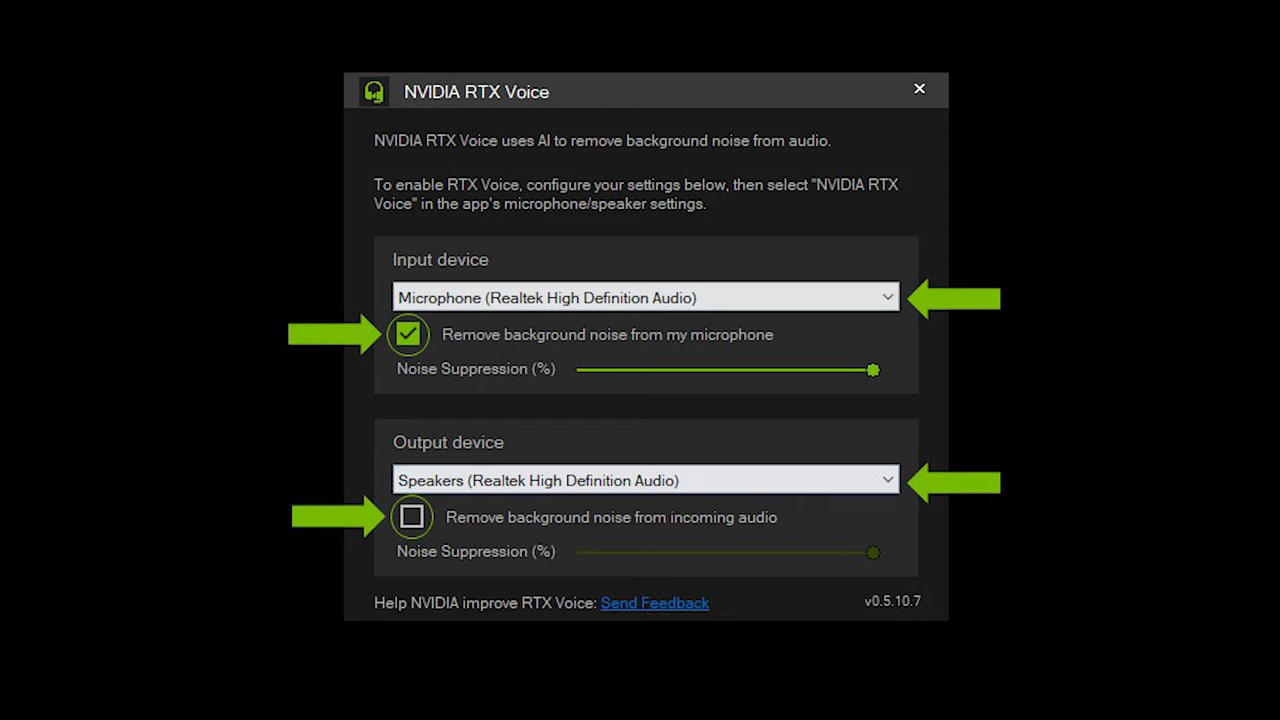 NVIDIA RTX Voice
NVIDIA RTX Voice uses AI to remove background noise from audio.
To enable RTX Voice, configure your settings below, then select "NVIDIA RTX
Voice" in the app's microphone/speaker settings.
Input device
Microphone (Realtek High Definition Audio)
Remove background noise from my microphone
Noise Suppression (%)
Output device
Speakers (Realtek High Definition Audio)
Remove background noise from incoming audio
Noise Suppression (%)
Help NVIDIA improve RTX Voice: Send Feedback
v0.5.10.7